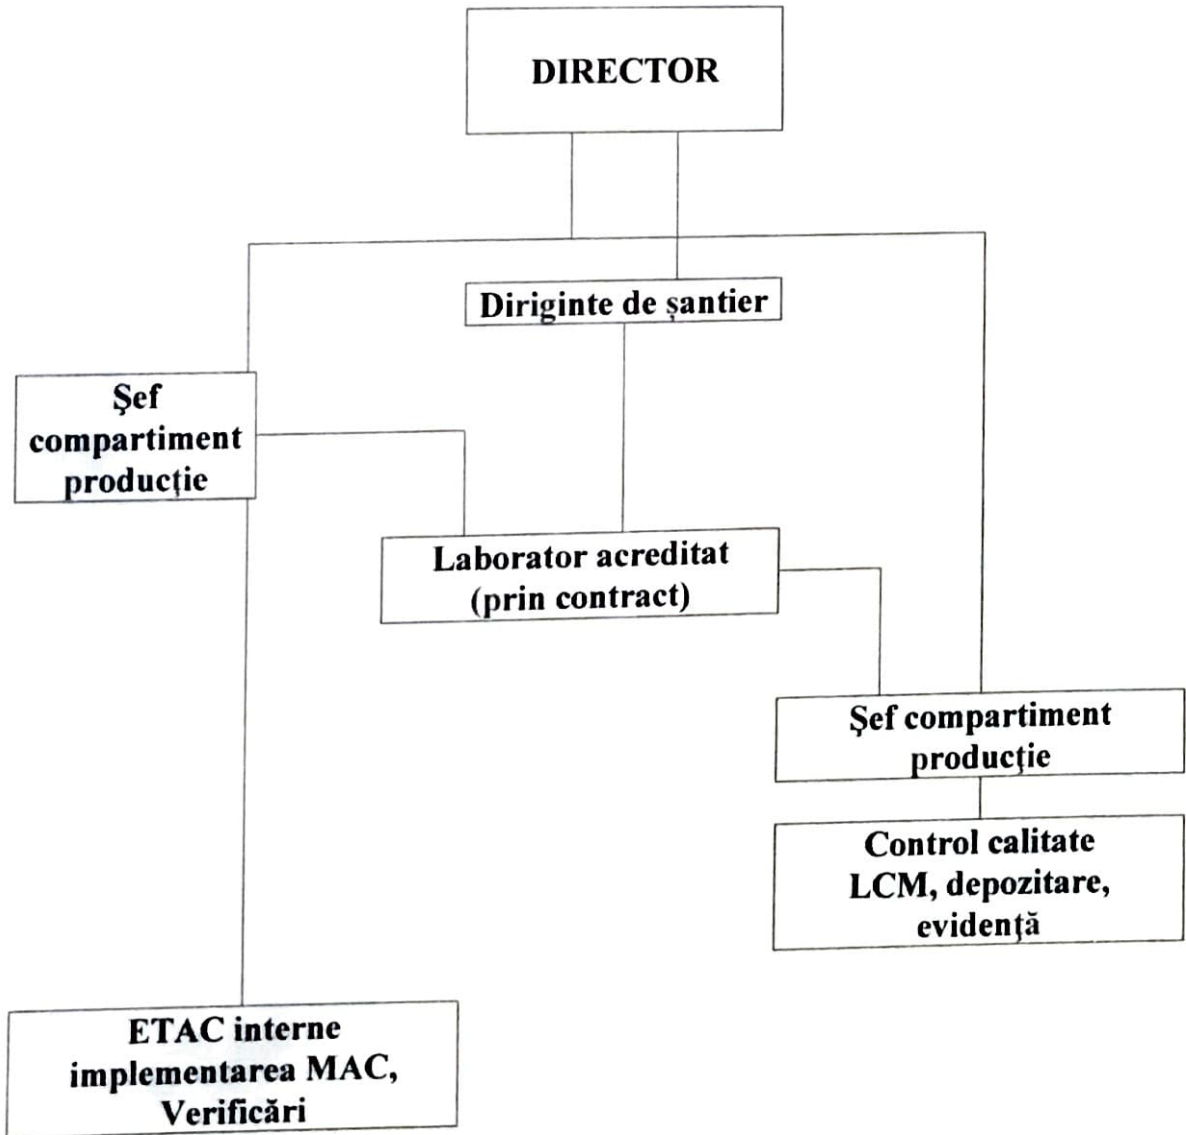 DIRECTOR
Diriginte de șantier
Şef
compartiment
producţie
Laborator acreditat
(prin contract)
Şef compartiment
producţie
Control calitate
LCM, depozitare,
evidenţă
ETAC interne
implementarea MAC,
Verificări